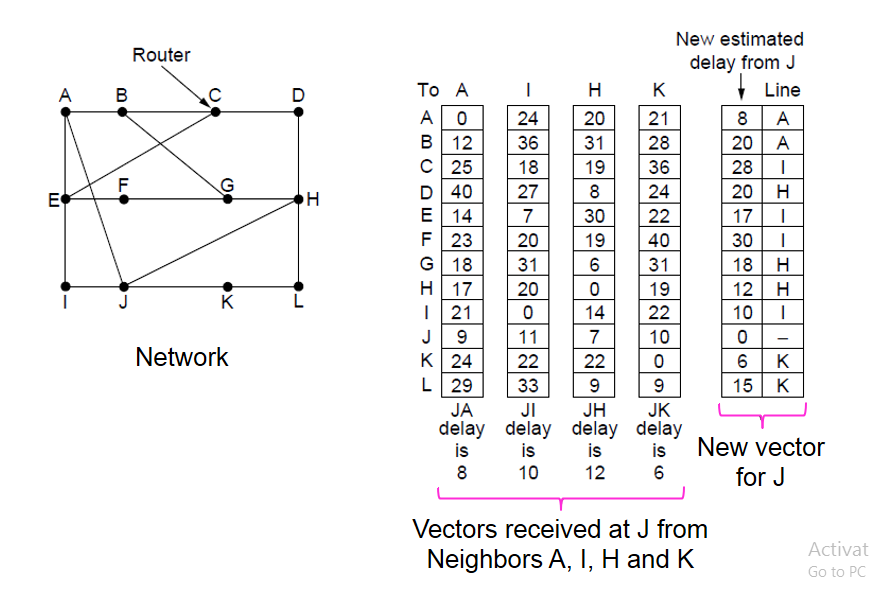 Router
A B C D
E F G H
I J K L
Network
New estimated
delay from J
To A I H K Line
A 0 24 20 21 8 A
B 12 36 31 28 20 A
C 25 18 19 36 28 I
D 40 27 8 24 20 H
E 14 7 30 22 17 I
F 23 20 19 40 30 I
G 18 31 6 31 18 H
H 17 20 0 19 12 H
I 21 0 14 22 10 I
J 9 11 7 10 0 –
K 24 22 22 0 6 K
L 29 33 9 9 15 K
JA JI JH JK
delay delay delay delay
is is is is
8 10 12 6
New vector
for J
Vectors received at J from
Neighbors A, I, H and K
Activat
Go to PC